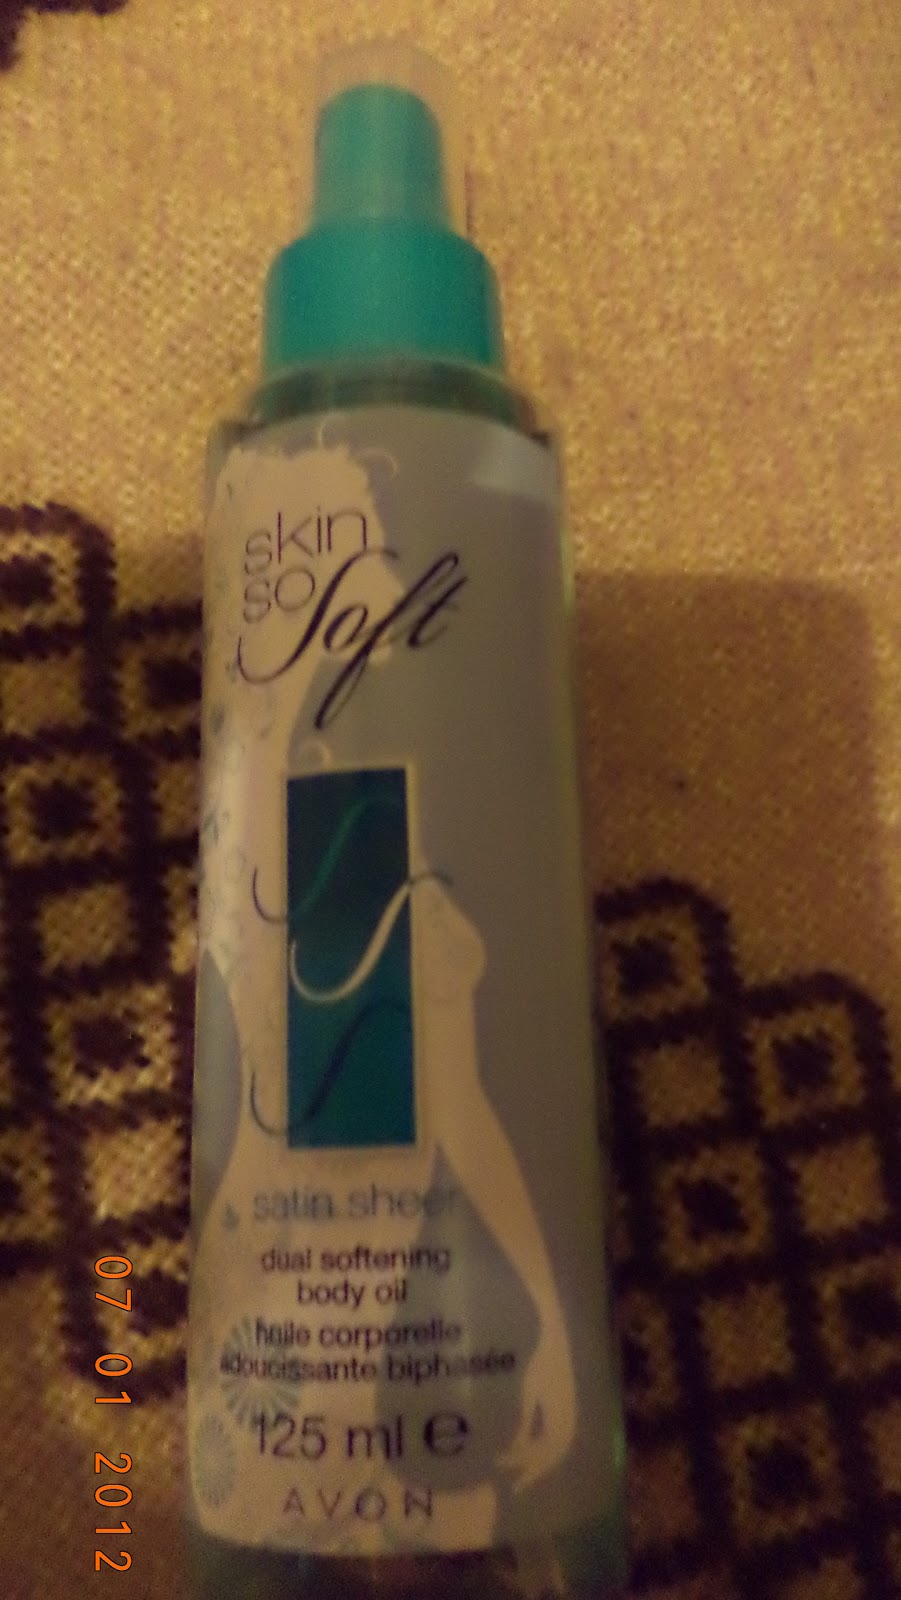 skin
so Soft
satin sheer
dual softening
body oil
huile corporelle
adoucissante biphasée
125 ml e
AVON
07 01 2012